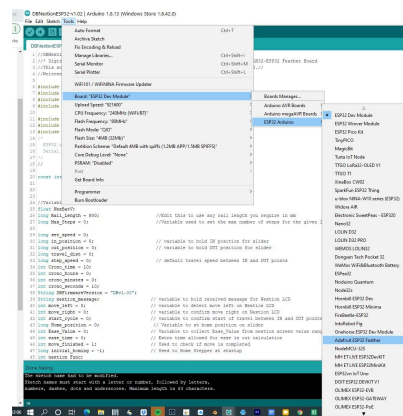 DBNextionESP32-V1.02 | Arduino 1.8.13 (Windows Store 1.8.42.0)
File Edit Sketch Tools Help
Auto Format Ctrl+T
Archive Sketch
Fix Encoding & Reload
Manage Libraries... Ctrl+Shift+I
Serial Monitor Ctrl+Shift+M
Serial Plotter Ctrl+Shift+L
WiFi101 / WiFiNINA Firmware Updater
Board: "ESP32 Dev Module"
Upload Speed: "921600"
CPU Frequency: "240MHz (WiFi/BT)"
Flash Frequency: "80MHz"
Flash Mode: "QIO"
Flash Size: "4MB (32Mb)"
Partition Scheme: "Default 4MB with spiffs (1.2MB APP/1.5MB SPIFFS)"
Core Debug Level: "None"
PSRAM: "Disabled"
Port
Get Board Info
Programmer
Burn Bootloader
Boards Manager...
Arduino AVR Boards
Arduino megaAVR Boards
ESP32 Arduino
ESP32 Dev Module
ESP32 Wrover Module
ESP32 Pico Kit
TinyPICO
MagicBit
Turta IoT Node
TTGO LoRa32-OLED V1
TTGO T1
XinaBox CW02
SparkFun ESP32 Thing
u-blox NINA-W10 series (ESP32)
Widora AIR
Electronic SweetPeas - ESP320
Nano32
LOLIN D32
LOLIN D32 PRO
WEMOS LOLIN32
Dongsen Tech Pocket 32
WeMos WiFi&Bluetooth Battery
ESPea32
Noduino Quantum
Node32s
Hornbill ESP32 Dev
Hornbill ESP32 Minima
FireBeetle-ESP32
IntoRobot Fig
Onehorse ESP32 Dev Module
Adafruit ESP32 Feather
NodeMCU-32S
MH ET LIVE ESP32DevKIT
MH ET LIVE ESP32MiniKit
ESP32vn IoT Uno
DOIT ESP32 DEVKIT V1
OLIMEX ESP32-EVB
OLIMEX ESP32-GATEWAY
OLIMEX ESP32-PoE
#include
#include
#include
#include
const int
//Variabl
float RunSet
long Rail_length = 800; //Edit this to use any rail length you require in mm
long Max_Steps = 0; //Variable used to set the max number of steps for the given
long set_speed = 0;
long in_position = 0; // variable to hold IN position for slider
long out_position = 0; // variable to hold OUT position for slider
long travel_dist = 0;
long step_speed = 0; // default travel speed between IN and OUT points
int Crono_time = 10;
int crono_hours = 0;
int crono_minutes = 0;
int crono_seconds = 10;
String DBFirmwareVersion = "DBv1.00";
String nextion_message; // variable to hold received message for Nextion LCD
int move_left = 0; // variable to detect move left on Nextion LCD
int move_right = 0; // variable to confirm move right on Nextion LCD
int start_cycle = 0; // variable to confirm start of travel between IN and OUT points
long Home_position = 0; // Variable to st home position on slider
int Ease_Value = 0; // Variable to collect Ease_Value from nextion screen value range
int ease_time = 0; // Extra time allowed for ease in out calculation
int move_finished = 1; // Used to check if move is completed
long initial_homing = -1; // Used to Home Stepper at startup
The sketch name had to be modified.
Sketch names must start with a letter or number, followed by letters,
numbers, dashes, dots and underscores. Maximum length is 63 characters.